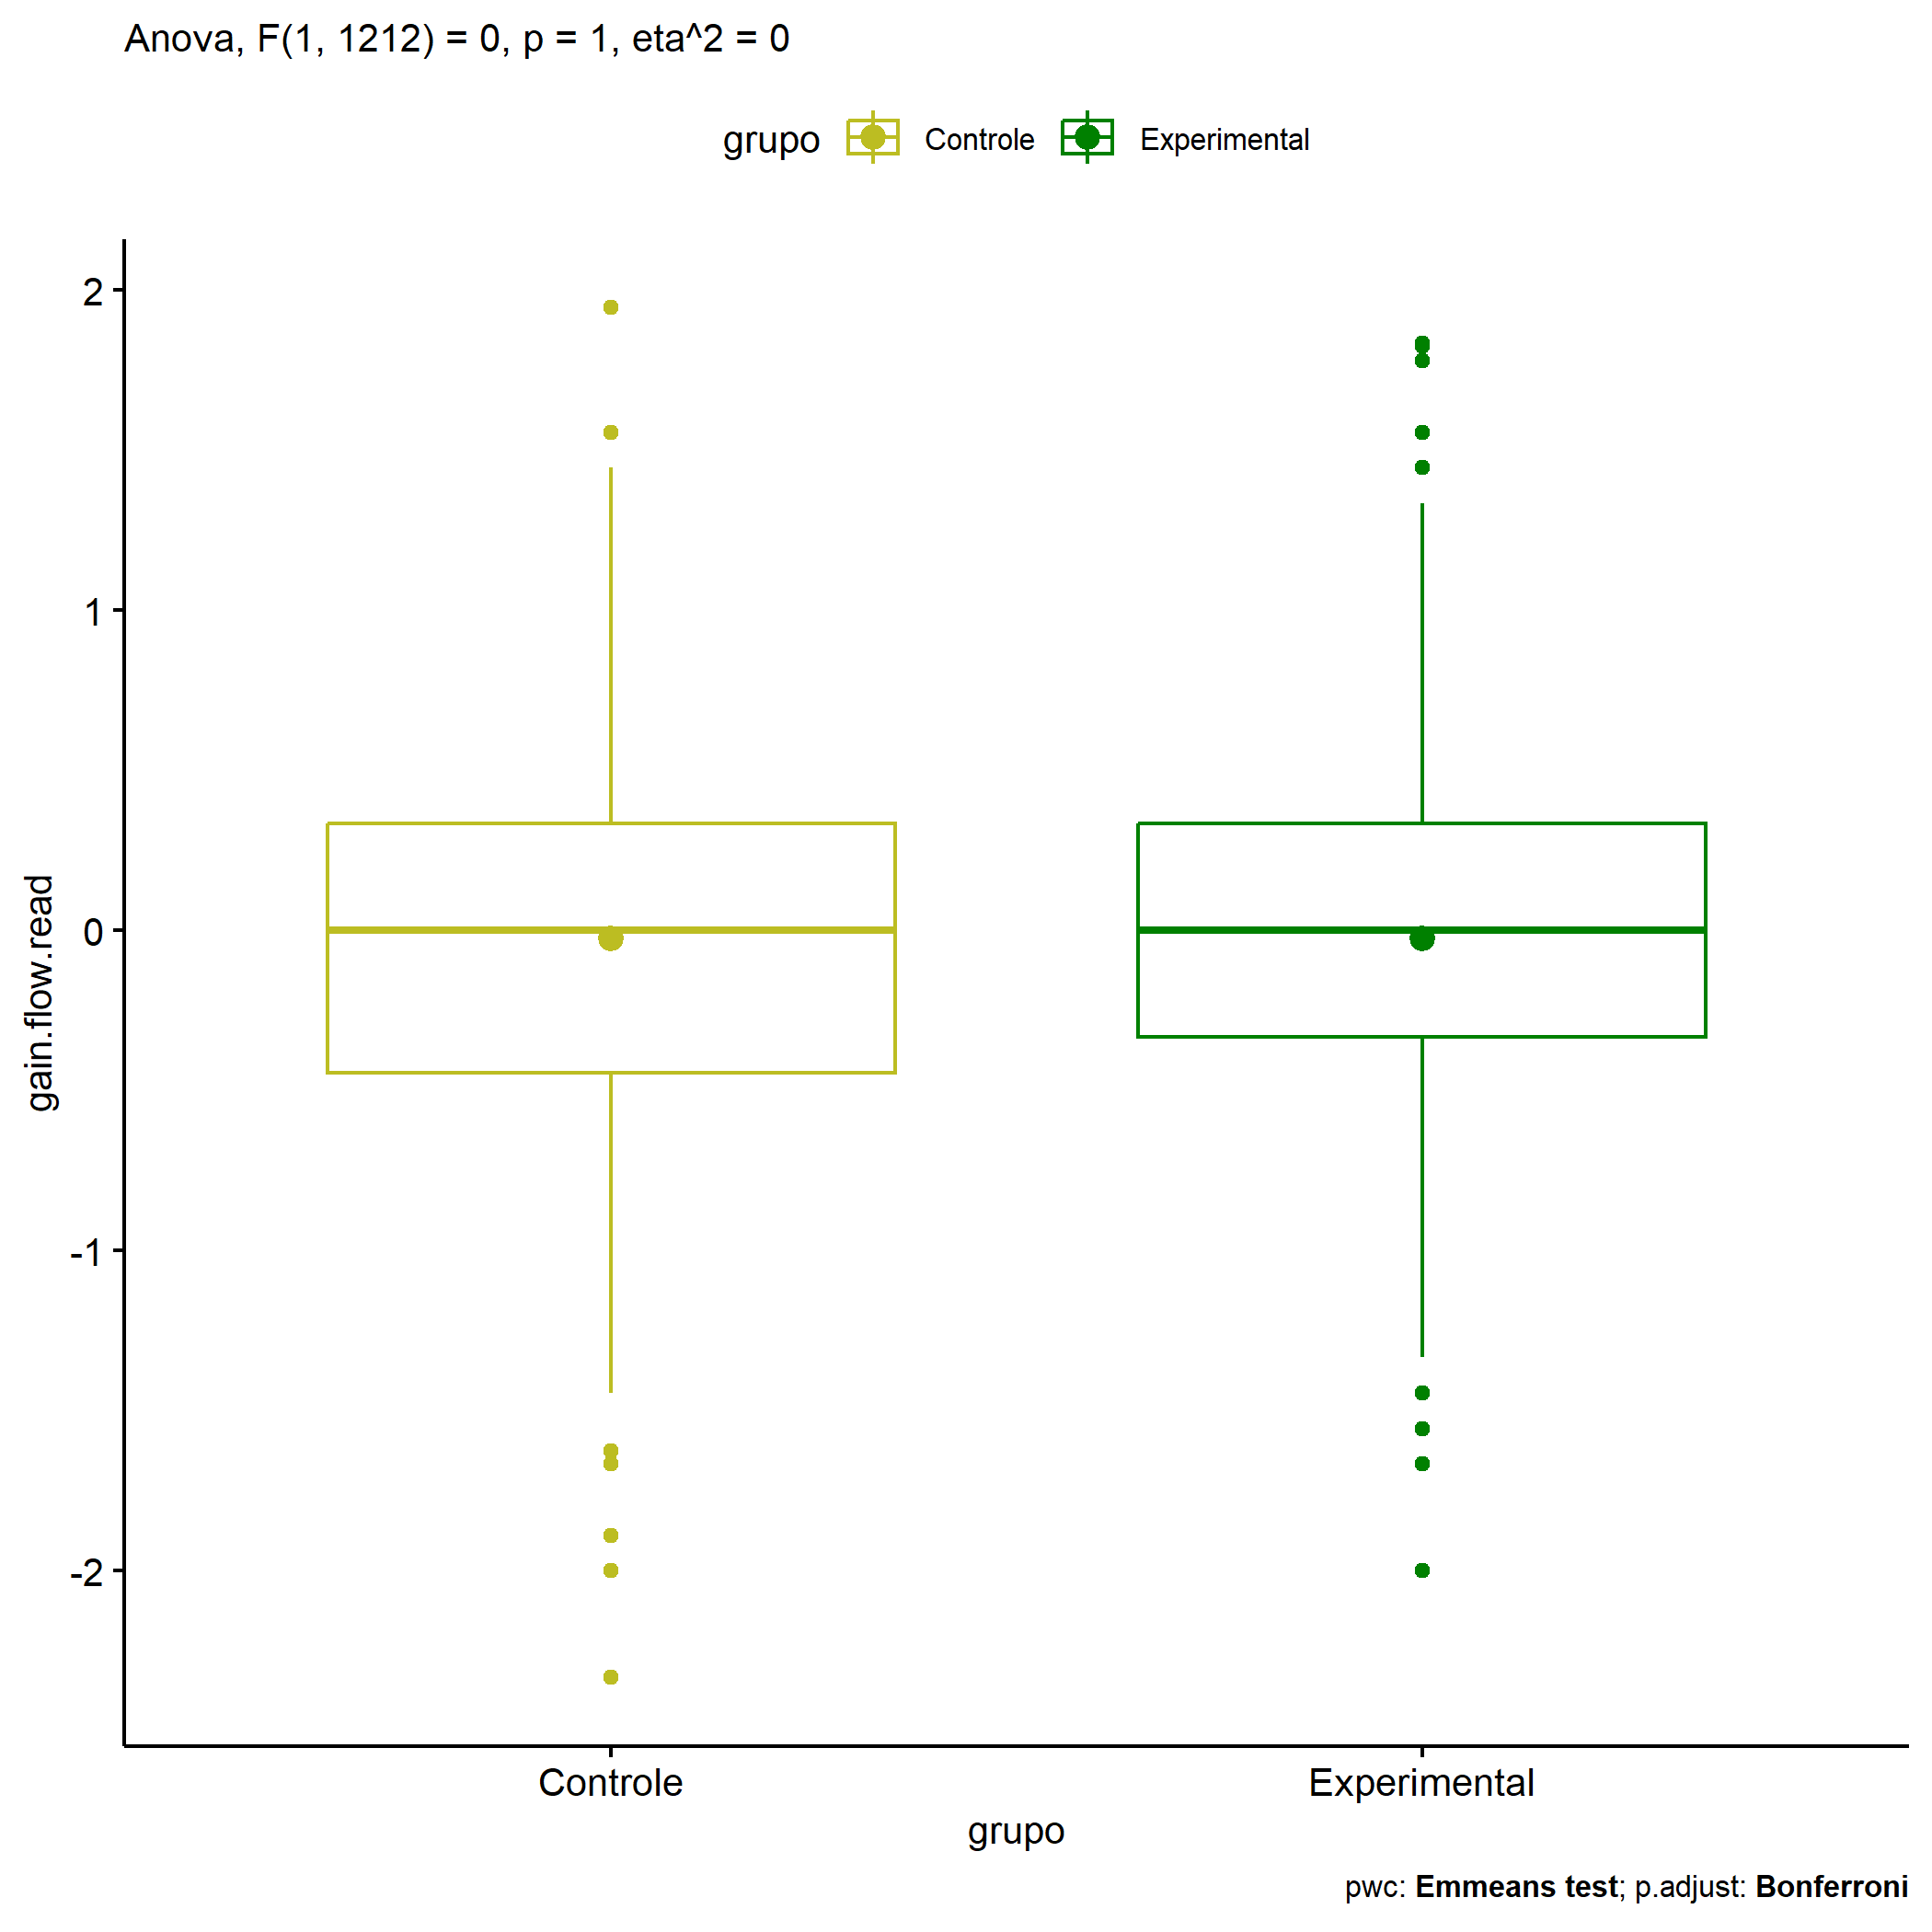 Anova, F(1, 1212) = 0, p = 1, eta^2 = 0
grupo Controle Experimental
gain.flow.read
2
1
0
-1
-2
Controle Experimental
grupo
pwc: Emmeans test; p.adjust: Bonferroni